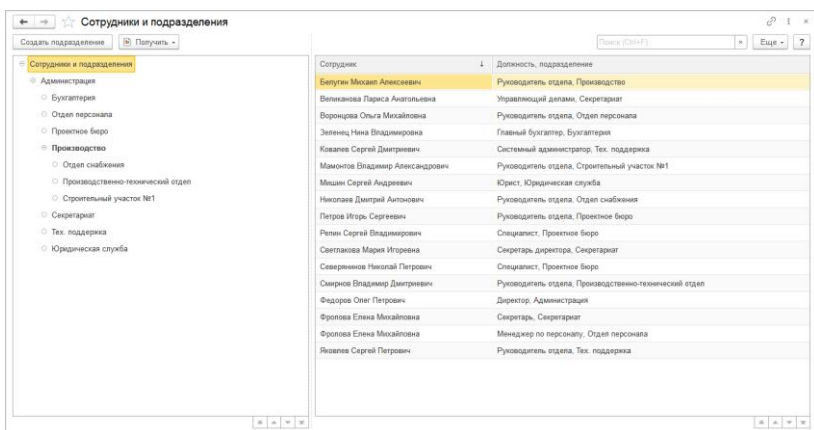 Сотрудники и подразделения
Создать подразделение Получить Поиск (Ctrl+F) × Еще ?
Сотрудники и подразделения
Администрация
Бухгалтерия
Отдел персонала
Проектное бюро
Производство
Отдел снабжения
Производственно-технический отдел
Строительный участок №1
Секретариат
Тех. поддержка
Юридическая служба
Сотрудник ↓ Должность, подразделение
Белугин Михаил Алексеевич Руководитель отдела, Производство
Великанова Лариса Анатольевна Управляющий делами, Секретариат
Воронцова Ольга Михайловна Руководитель отдела, Отдел персонала
Зеленец Нина Владимировна Главный бухгалтер, Бухгалтерия
Ковалев Сергей Дмитриевич Системный администратор, Тех. поддержка
Мамонтов Владимир Александрович Руководитель отдела, Строительный участок №1
Мишин Сергей Андреевич Юрист, Юридическая служба
Николаев Дмитрий Антонович Руководитель отдела, Отдел снабжения
Петров Игорь Сергеевич Руководитель отдела, Проектное бюро
Репин Сергей Владимирович Специалист, Проектное бюро
Светлакова Мария Игоревна Секретарь директора, Секретариат
Северянинов Николай Петрович Специалист, Проектное бюро
Смирнов Владимир Дмитриевич Руководитель отдела, Производственно-технический отдел
Федоров Олег Петрович Директор, Администрация
Фролова Елена Михайловна Секретарь, Секретариат
Фролова Елена Михайловна Менеджер по персоналу, Отдел персонала
Яковлев Сергей Петрович Руководитель отдела, Тех. поддержка